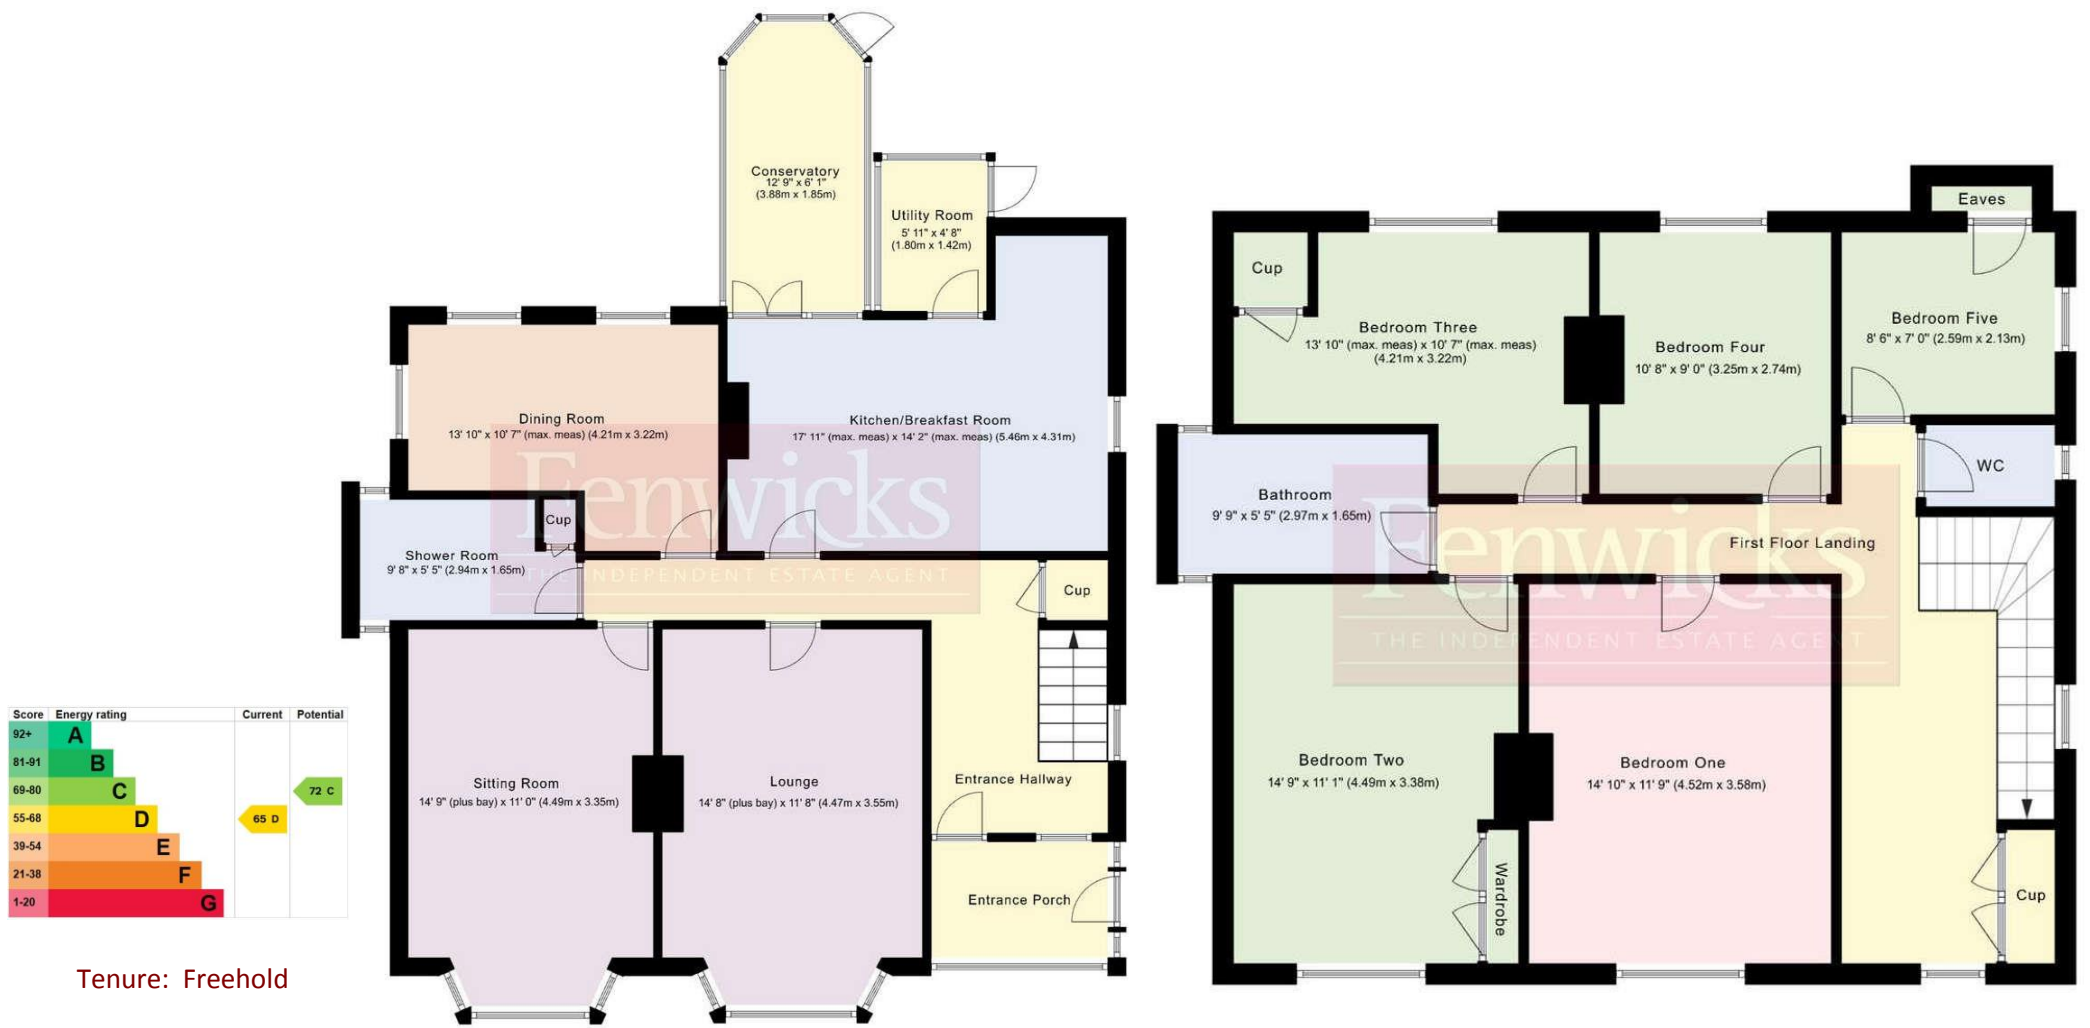 Conservatory
12' 9" x 6' 1"
(3.88m x 1.85m)
Utility Room
5' 11" x 4' 8"
(1.80m x 1.42m)
Dining Room
13' 10" x 10' 7" (max. meas) (4.21m x 3.22m)
Kitchen/Breakfast Room
17' 11" (max. meas) x 14' 2" (max. meas) (5.46m x 4.31m)
Fenwicks
THE INDEPENDENT ESTATE AGENT
Cup
Shower Room
9' 8" x 5' 5" (2.94m x 1.65m)
Cup
Sitting Room
14' 9" (plus bay) x 11' 0" (4.49m x 3.35m)
Lounge
14' 8" (plus bay) x 11' 8" (4.47m x 3.55m)
Entrance Hallway
Entrance Porch
Eaves
Cup
Bedroom Three
13' 10" (max. meas) x 10' 7" (max. meas)
(4.21m x 3.22m)
Bedroom Four
10' 8" x 9' 0" (3.25m x 2.74m)
Bedroom Five
8' 6" x 7' 0" (2.59m x 2.13m)
WC
Bathroom
9' 9" x 5' 5" (2.97m x 1.65m)
First Floor Landing
Fenwicks
THE INDEPENDENT ESTATE AGENT
Bedroom Two
14' 9" x 11' 1" (4.49m x 3.38m)
Bedroom One
14' 10" x 11' 9" (4.52m x 3.58m)
Wardrobe
Cup
Score Energy rating Current Potential
92+ A
81-91 B
69-80 C 72 C
55-68 D 65 D
39-54 E
21-38 F
1-20 G
Tenure: Freehold